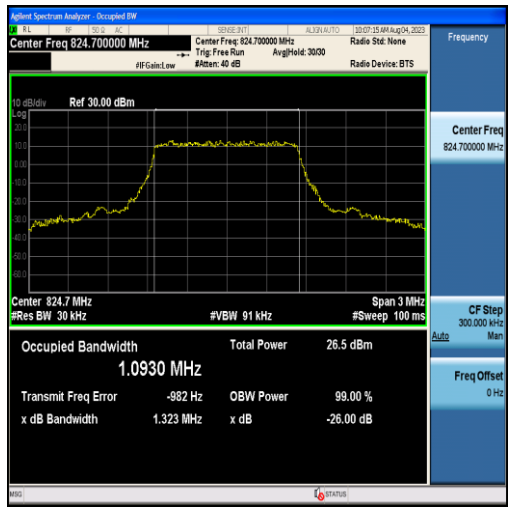 Agilent Spectrum Analyzer - Occupied BW
RL RF 50 Ω AC SENSE:INT ALIGN AUTO 10:07:15 AM Aug 04, 2023
Center Freq 824.700000 MHz
Center Freq: 824.700000 MHz
Radio Std: None
Trig: Free Run Avg|Hold: 30/30
#IFGain:Low #Atten: 40 dB Radio Device: BTS
Frequency
10 dB/div Ref 30.00 dBm
Log
20.0
10.0
0.00
-10.0
-20.0
-30.0
-40.0
-50.0
-60.0
Center Freq
824.700000 MHz
Center 824.7 MHz Span 3 MHz
#Res BW 30 kHz #VBW 91 kHz #Sweep 100 ms
CF Step
300.000 kHz
Auto Man
Occupied Bandwidth Total Power 26.5 dBm
1.0930 MHz
Transmit Freq Error -982 Hz OBW Power 99.00 %
x dB Bandwidth 1.323 MHz x dB -26.00 dB
Freq Offset
0 Hz
MSG STATUS